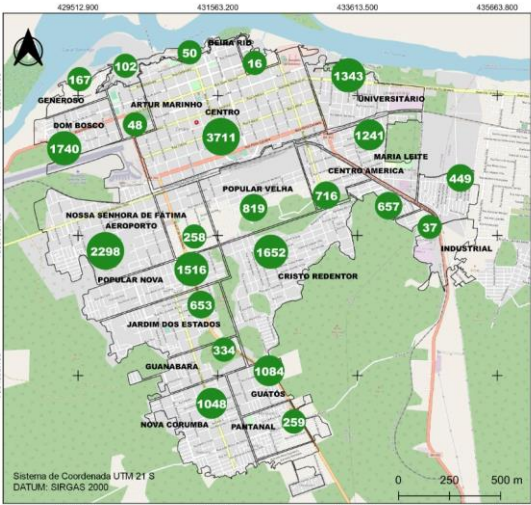 429512.900 431563.200 433613.500 435663.800
BEIRA RIO
50
16
102
167
1343
GENEROSO
ARTUR MARINHO
UNIVERSITÁRIO
CENTRO
DOM BOSCO
48
3711
1241
1740
MARIA LEITE
CENTRO AMERICA
449
POPULAR VELHA
716
657
819
NOSSA SENHORA DE FÁTIMA
AEROPORTO
37
258
2298
1652
INDUSTRIAL
1516
CRISTO REDENTOR
POPULAR NOVA
653
JARDIM DOS ESTADOS
334
GUANABARA
1084
GUATÓS
1048
259
NOVA CORUMBA
PANTANAL
Sistema de Coordenada UTM 21 S
DATUM: SIRGAS 2000
0 250 500 m